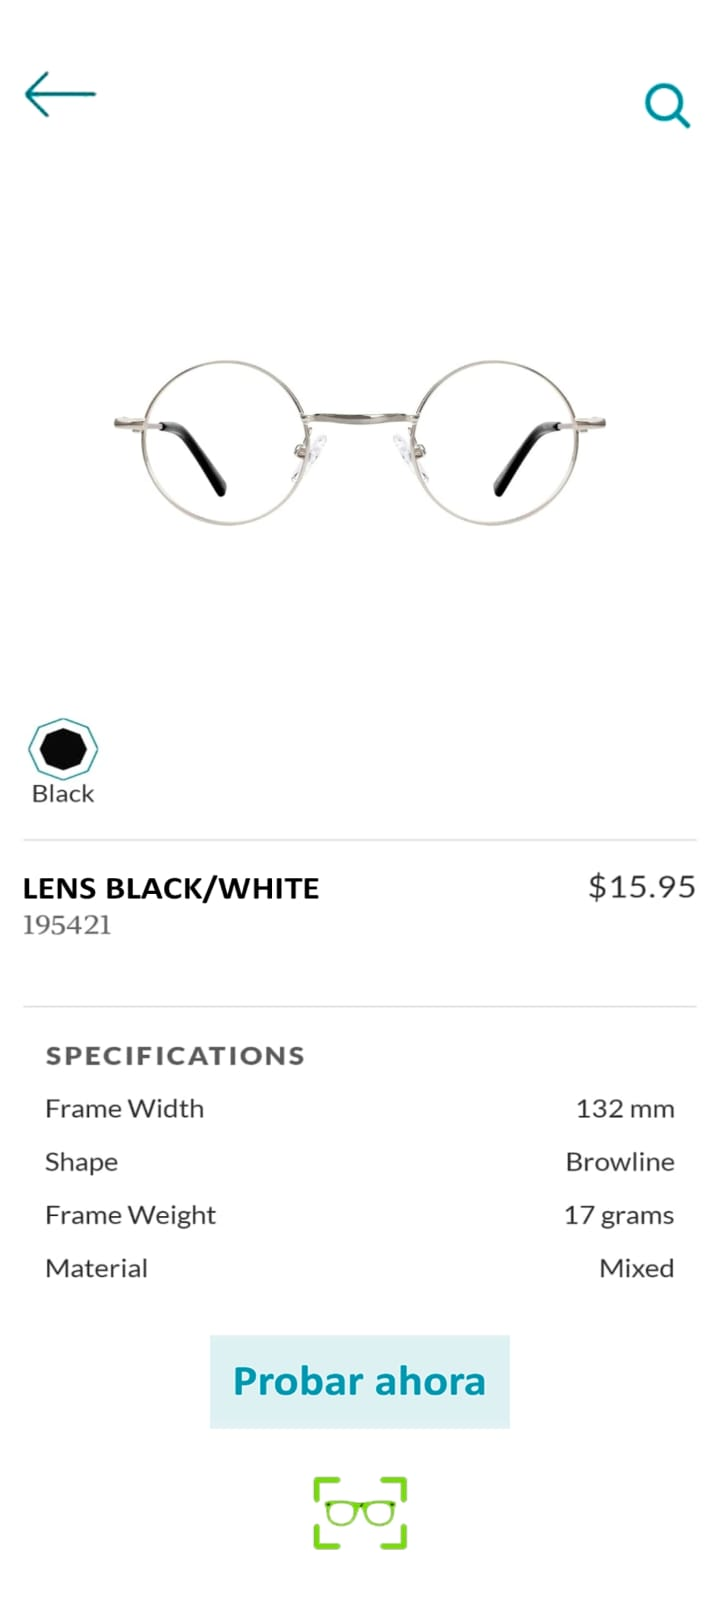 Black
LENS BLACK/WHITE $15.95
195421
SPECIFICATIONS
Frame Width 132 mm
Shape Browline
Frame Weight 17 grams
Material Mixed
Probar ahora